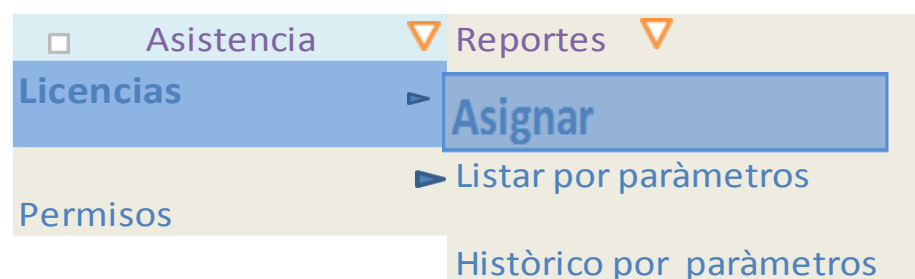 Asistencia Reportes
Licencias
Asignar
Listar por paràmetros
Permisos
Històrico por paràmetros